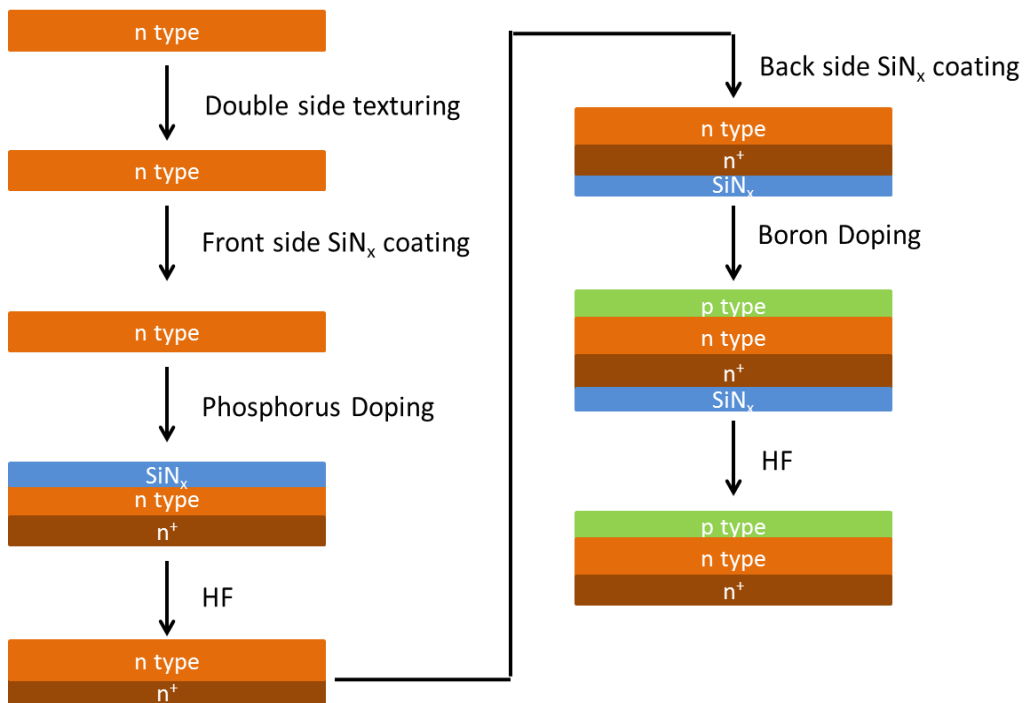 n type
Double side texturing
n type
Front side SiNₓ coating
n type
Phosphorus Doping
SiNₓ
n type
n⁺
HF
n type
n⁺
Back side SiNₓ coating
n type
n⁺
SiNₓ
Boron Doping
p type
n type
n⁺
SiNₓ
HF
p type
n type
n⁺